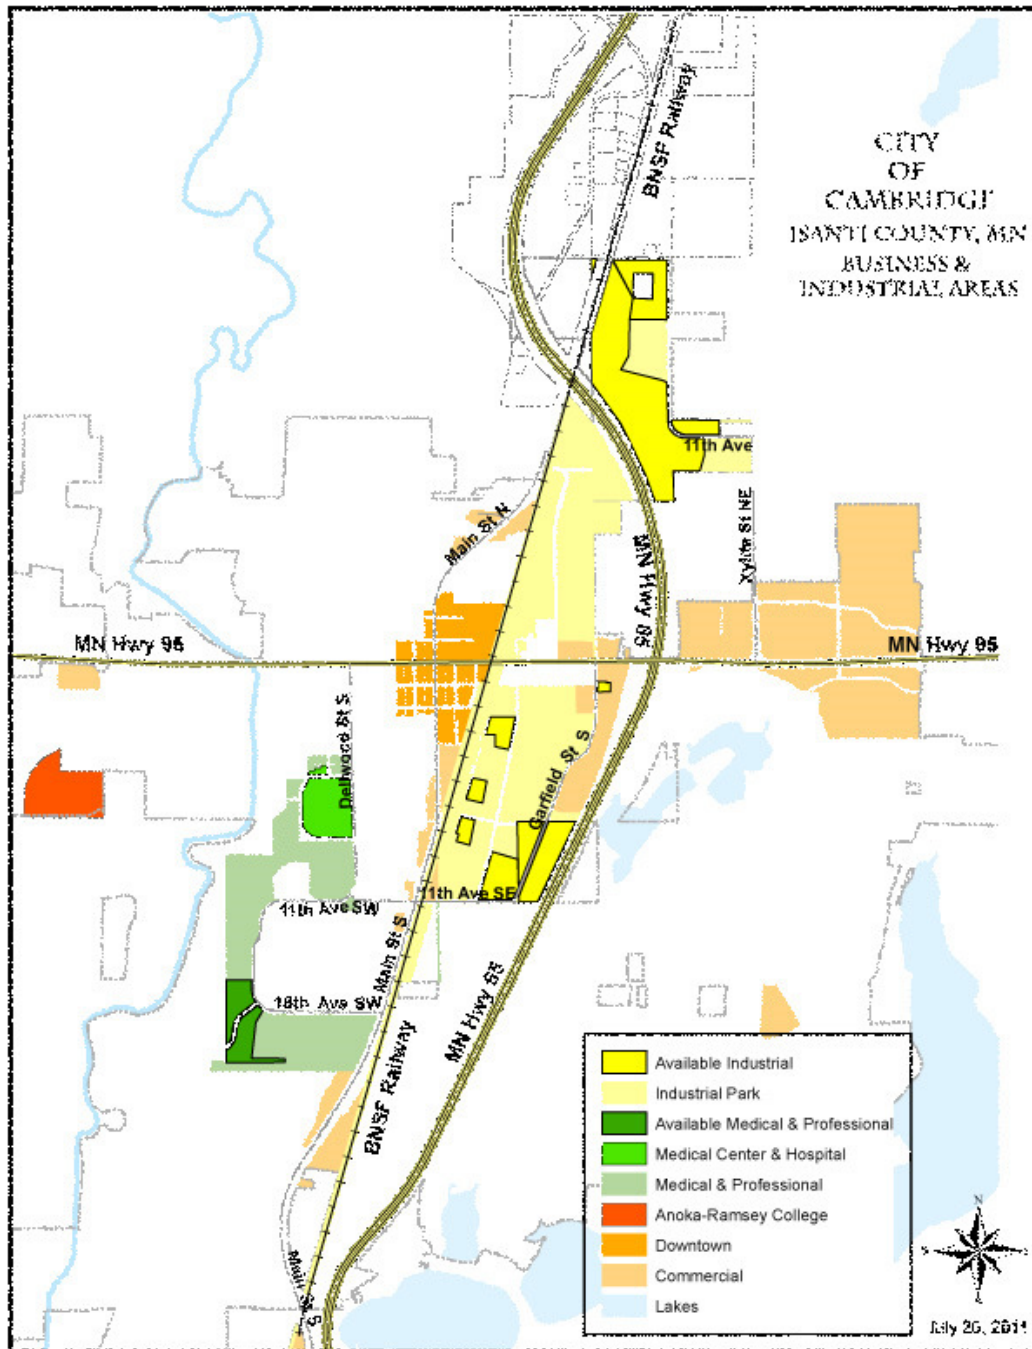 CITY
OF
CAMBRIDGE
ISANTI COUNTY, MN
BUSINESS &
INDUSTRIAL AREAS
BNSF Railway
11th Ave
Main St N
MN Hwy 65
Xylite St NE
MN Hwy 95
MN Hwy 95
Dellwood St S
Garfield St S
11th Ave SE
11th Ave SW
Main St S
18th Ave SW
MN Hwy 65
BNSF Railway
Main St S
Available Industrial
Industrial Park
Available Medical & Professional
Medical Center & Hospital
Medical & Professional
Anoka-Ramsey College
Downtown
Commercial
Lakes
N
S
July 26, 2011